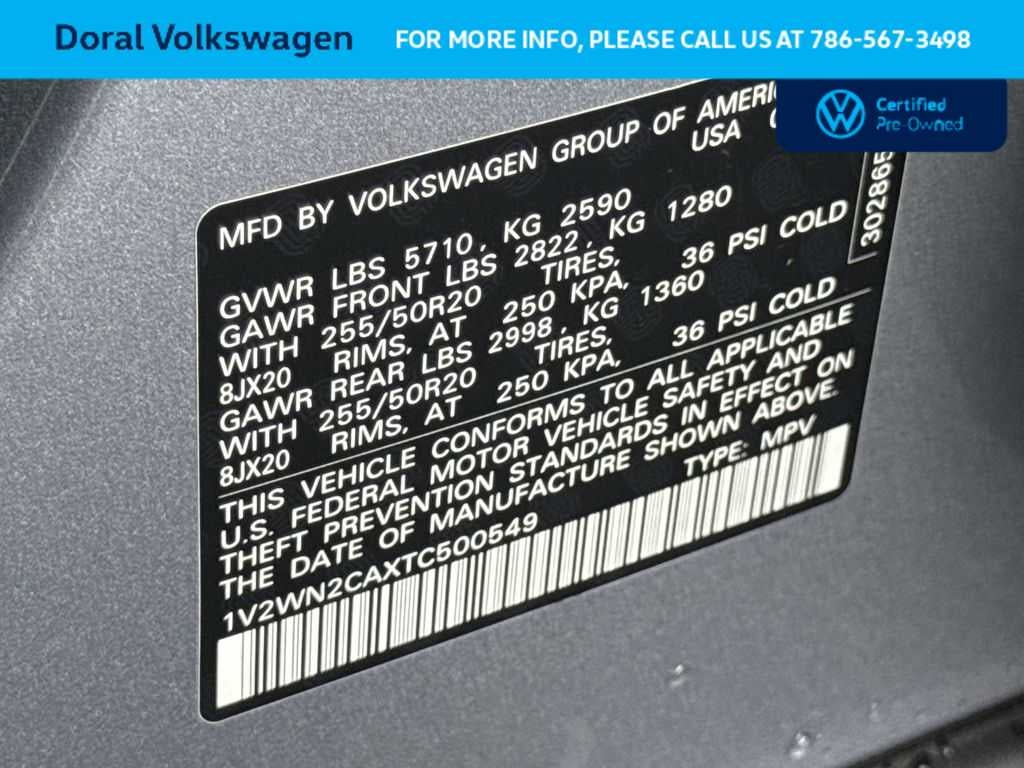 Doral Volkswagen
FOR MORE INFO, PLEASE CALL US AT 786-567-3498
Certified
Pre-Owned
MFD BY VOLKSWAGEN GROUP OF
USA
GVWR LBS 5710, KG 2590
GAWR FRONT LBS 2822, KG 1280
WITH 255/50R20 TIRES,
8JX20 RIMS, AT 250 KPA, 36 PSI COLD
GAWR REAR LBS 2998, KG 1360
WITH 255/50R20 TIRES,
8JX20 RIMS, AT 250 KPA, 36 PSI COLD
THIS VEHICLE CONFORMS TO ALL APPLICABLE
U.S. FEDERAL MOTOR VEHICLE SAFETY AND
THEFT PREVENTION STANDARDS IN EFFECT ON
THE DATE OF MANUFACTURE SHOWN ABOVE.
TYPE: MPV
1V2WN2CAXTC500549